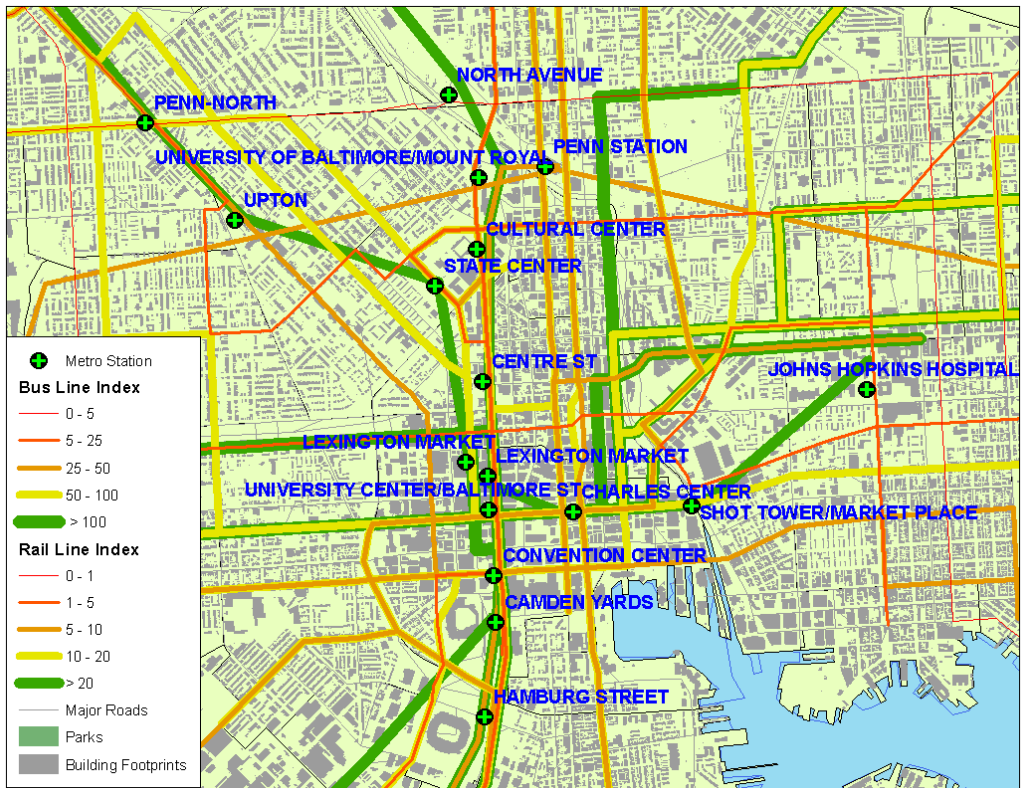 NORTH AVENUE
PENN-NORTH
PENN STATION
UNIVERSITY OF BALTIMORE/MOUNT ROYAL
UPTON
CULTURAL CENTER
STATE CENTER
CENTRE ST
JOHNS HOPKINS HOSPITAL
LEXINGTON MARKET
LEXINGTON MARKET
UNIVERSITY CENTER/BALTIMORE ST
CHARLES CENTER
SHOT TOWER/MARKET PLACE
CONVENTION CENTER
CAMDEN YARDS
HAMBURG STREET
Metro Station
Bus Line Index
0 - 5
5 - 25
25 - 50
50 - 100
> 100
Rail Line Index
0 - 1
1 - 5
5 - 10
10 - 20
> 20
Major Roads
Parks
Building Footprints